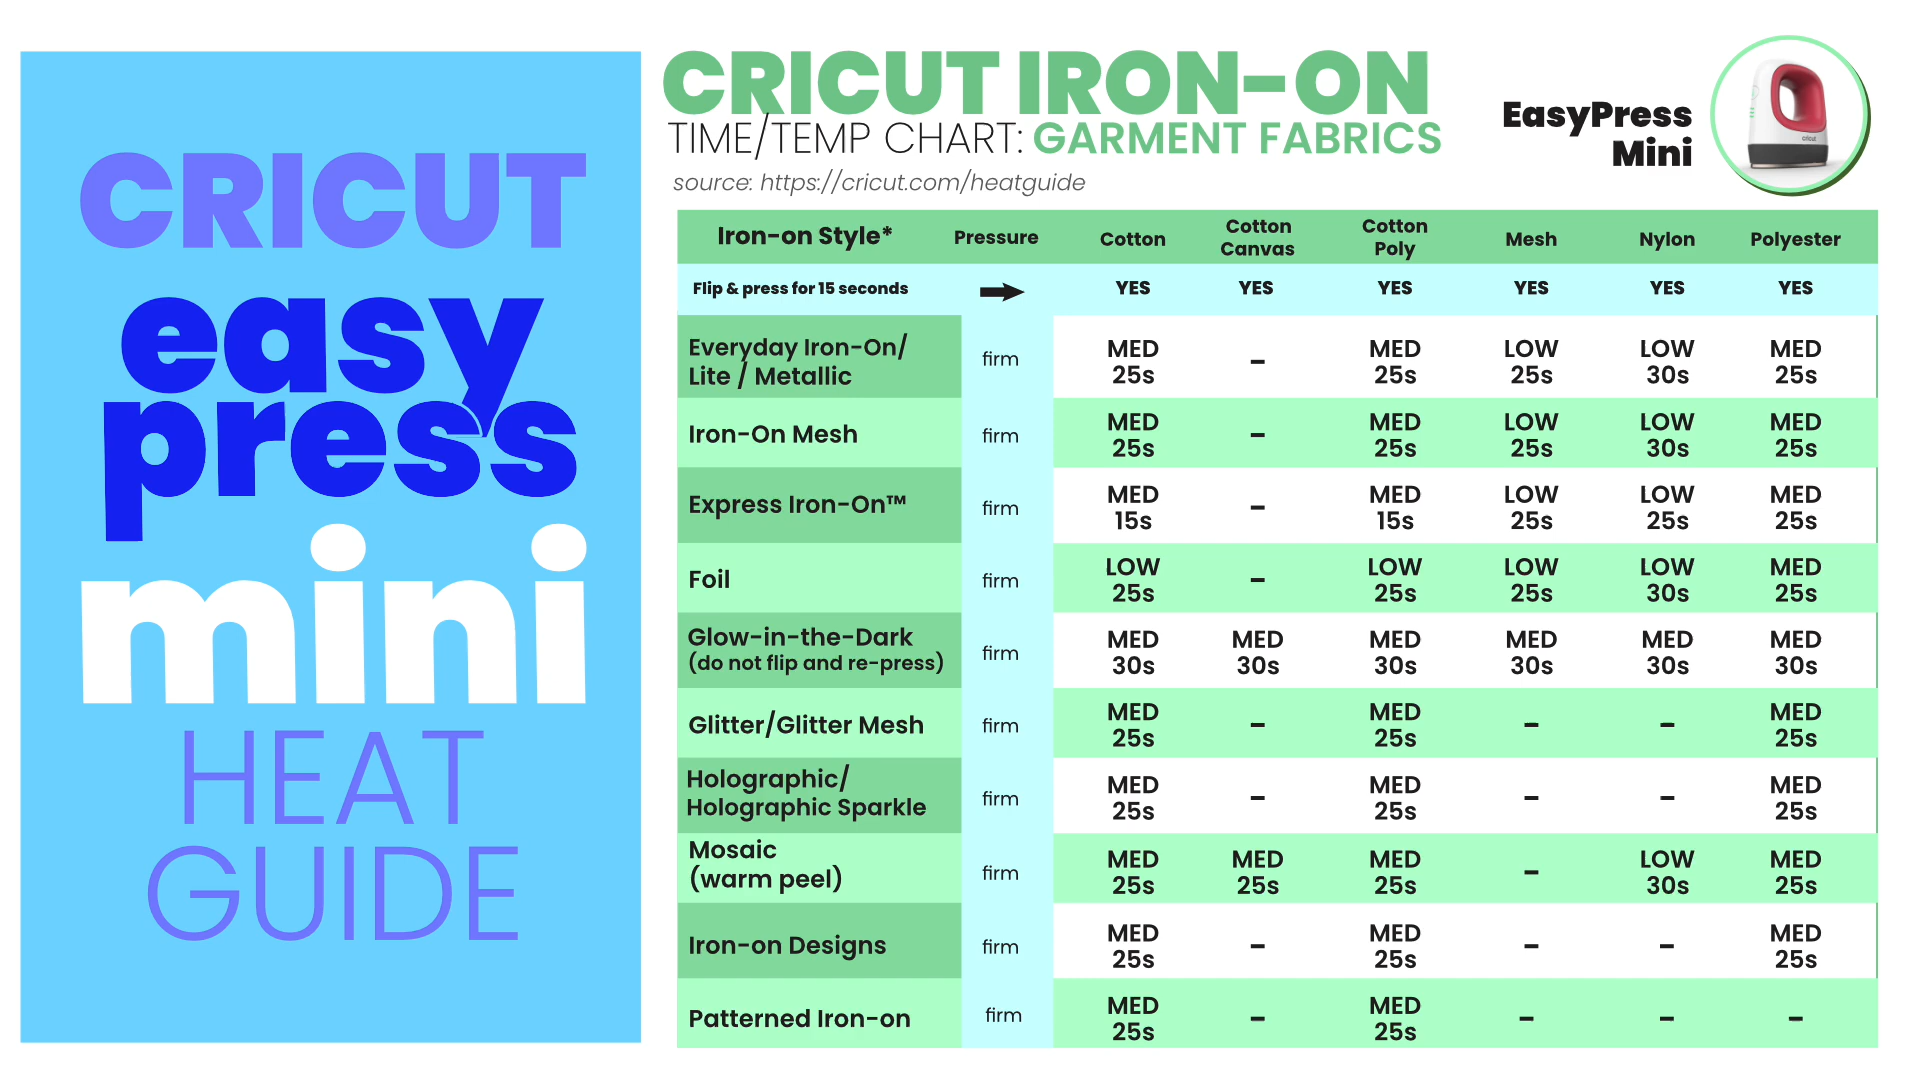 CRICUT
easy
press
mini
HEAT
GUIDE
CRICUT IRON-ON
TIME/TEMP CHART: GARMENT FABRICS
source: https://cricut.com/heatguide
EasyPress
Mini
cricut
Iron-on Style* Pressure Cotton Cotton Canvas Cotton Poly Mesh Nylon Polyester
Flip & press for 15 seconds YES YES YES YES YES YES
Everyday Iron-On/
Lite / Metallic
firm MED 25s – MED 25s LOW 25s LOW 30s MED 25s
Iron-On Mesh firm MED 25s – MED 25s LOW 25s LOW 30s MED 25s
Express Iron-On™ firm MED 15s – MED 15s LOW 25s LOW 25s MED 25s
Foil firm LOW 25s – LOW 25s LOW 25s LOW 30s MED 25s
Glow-in-the-Dark
(do not flip and re-press)
firm MED 30s MED 30s MED 30s MED 30s MED 30s MED 30s
Glitter/Glitter Mesh firm MED 25s – MED 25s – – MED 25s
Holographic/
Holographic Sparkle
firm MED 25s – MED 25s – – MED 25s
Mosaic
(warm peel)
firm MED 25s MED 25s MED 25s – LOW 30s MED 25s
Iron-on Designs firm MED 25s – MED 25s – – MED 25s
Patterned Iron-on firm MED 25s – MED 25s – – –